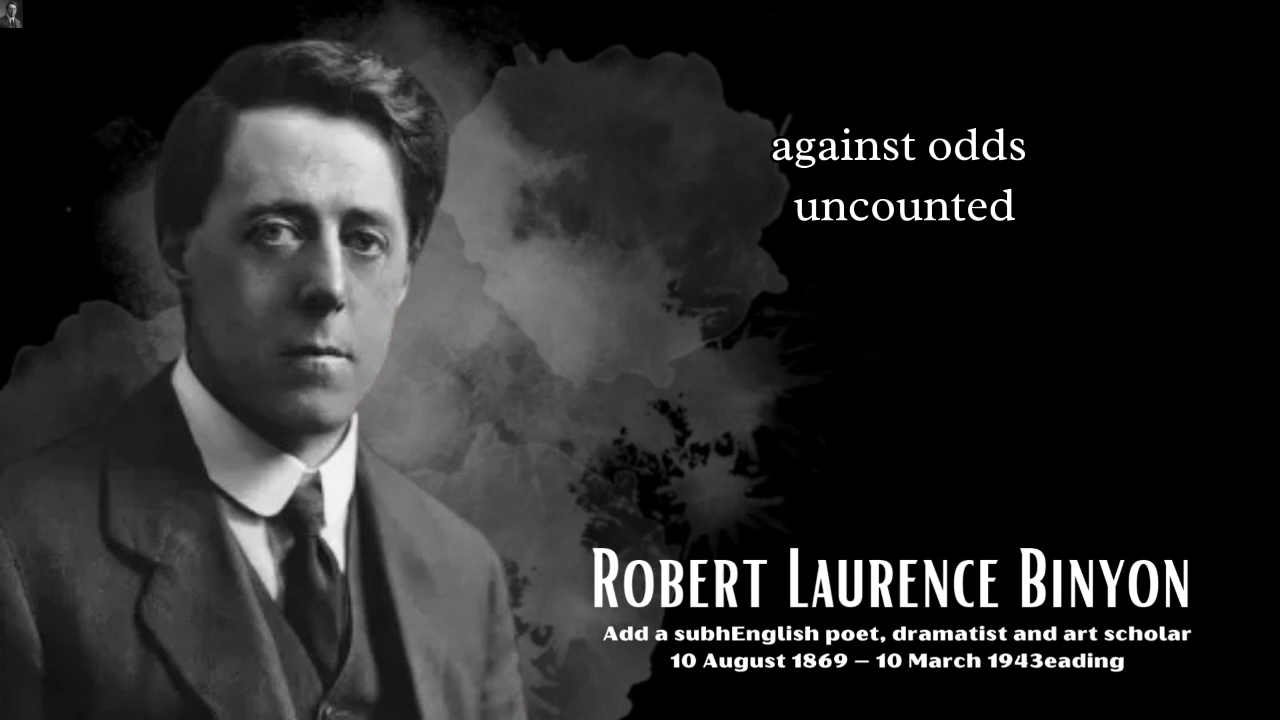 against odds
uncounted
ROBERT LAURENCE BINYON
Add a subhEnglish poet, dramatist and art scholar
10 August 1869 – 10 March 1943eading